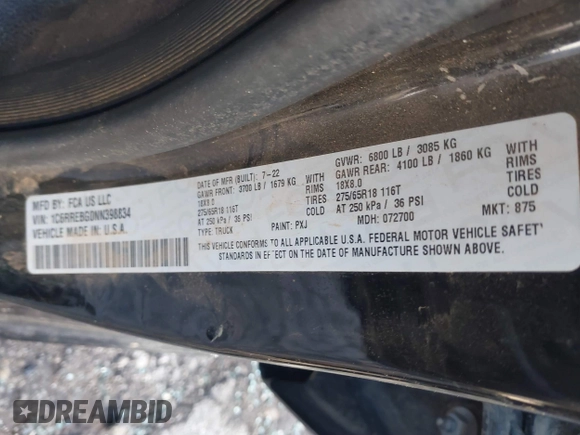 MFD BY: FCA US LLC
VIN: 1C6RREBG0NN398834
VEHICLE MADE IN: U.S.A.
DATE OF MFR (BUILT): 7-22
GAWR FRONT: 3700 LB/ 1679 KG WITH
18X8.0 RIMS
275/65R18 116T TIRES
AT 250 kPa / 36 PSI COLD
TYPE: TRUCK PAINT: PXJ
GVWR: 6800 LB / 3085 KG
GAWR REAR: 4100 LB / 1860 KG WITH
18X8.0 RIMS
275/65R18 116T TIRES
AT 250 kPa / 36 PSI COLD
MDH: 072700 MKT: 875
THIS VEHICLE CONFORMS TO ALL APPLICABLE U.S.A. FEDERAL MOTOR VEHICLE SAFETY
STANDARDS IN EFFECT ON THE DATE OF MANUFACTURE SHOWN ABOVE.
DREAMBID